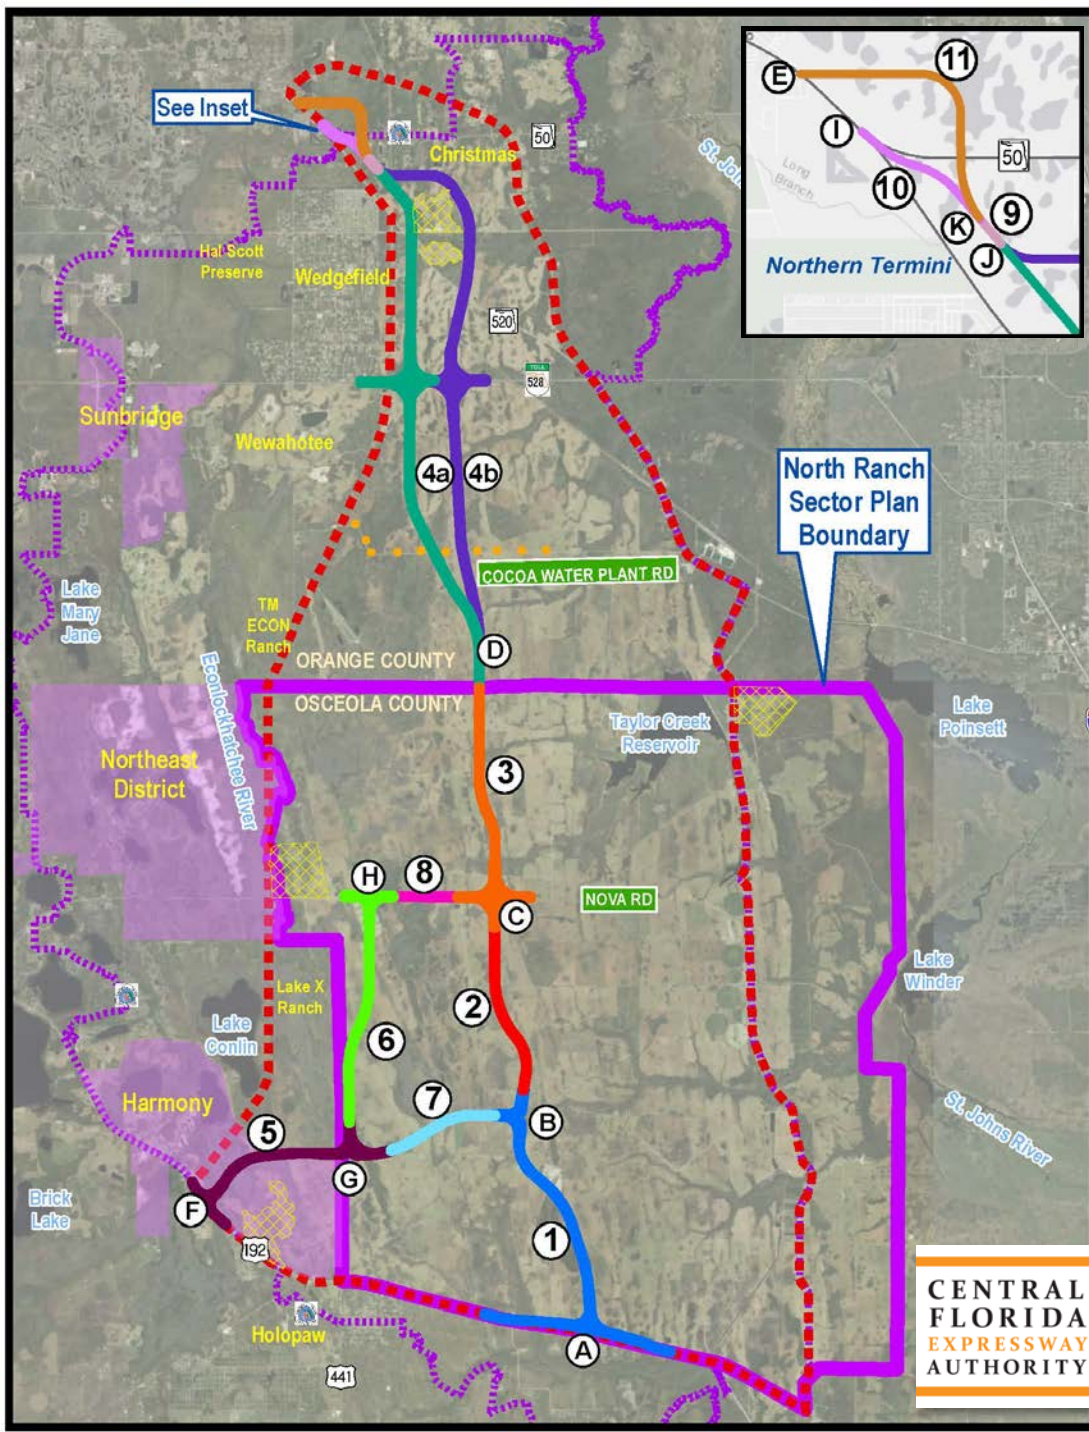 See Inset
50
Christmas
St. Joh
Hal Scott
Preserve
Wedgefield
520
TOLL
528
Sunbridge
Wewahotee
4a
4b
North Ranch
Sector Plan
Boundary
COCOA WATER PLANT RD
Lake
Mary
Jane
TM
ECON
Ranch
D
ORANGE COUNTY
OSCEOLA COUNTY
Econlockhatchee River
Taylor Creek
Reservoir
Lake
Poinsett
Northeast
District
3
H
8
C
NOVA RD
Lake X
Ranch
2
Lake
Winder
Lake
Conlin
6
Harmony
7
B
5
St. Johns River
G
F
Brick
Lake
192
1
Holopaw
A
441
E
11
I
50
Long
Branch
10
K
9
J
Northern Termini
CENTRAL
FLORIDA
EXPRESSWAY
AUTHORITY